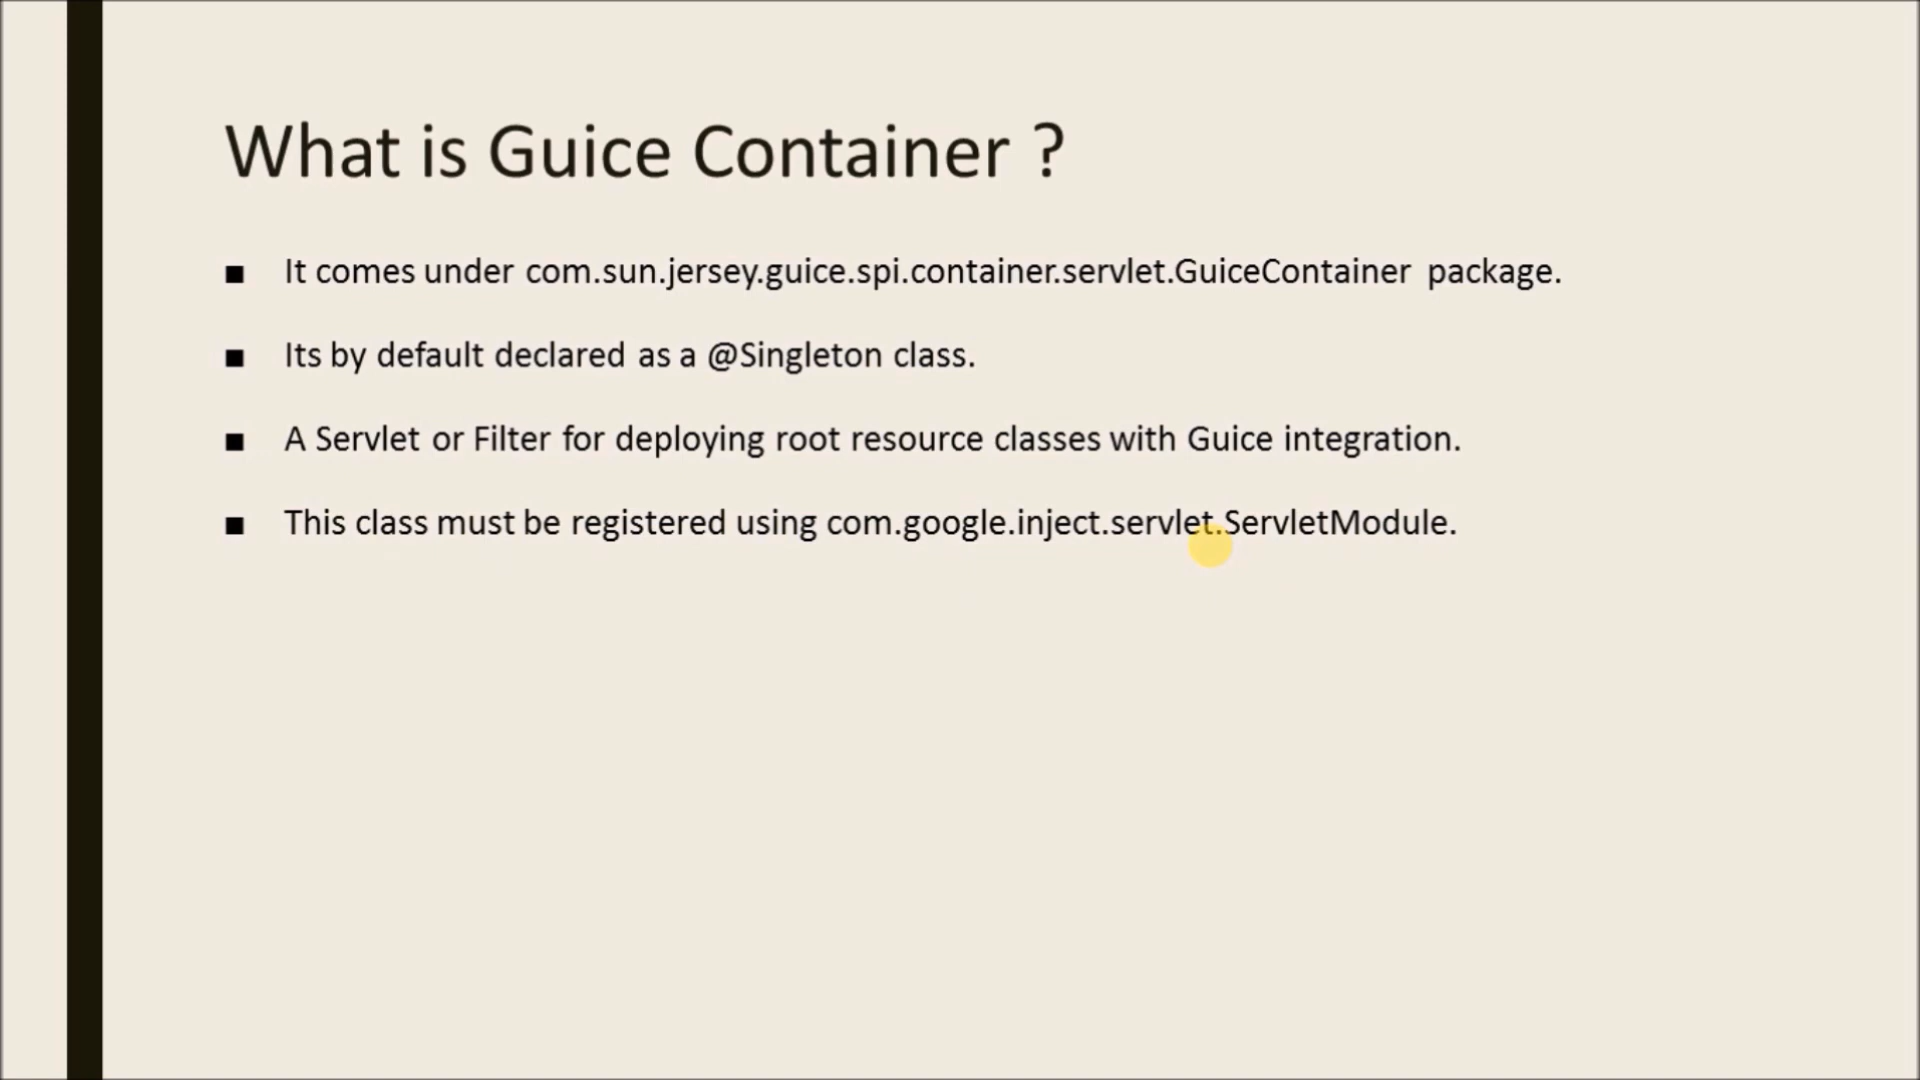 What is Guice Container ?
■ It comes under com.sun.jersey.guice.spi.container.servlet.GuiceContainer package.
■ Its by default declared as a @Singleton class.
■ A Servlet or Filter for deploying root resource classes with Guice integration.
■ This class must be registered using com.google.inject.servlet.ServletModule.